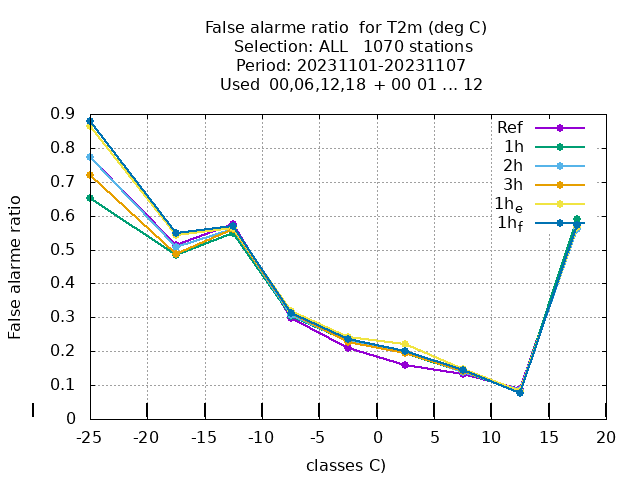 False alarme ratio  for T2m (deg C)
Selection: ALL   1070 stations
Period: 20231101-20231107
Used  00,06,12,18  + 00 01 ... 12
False alarme ratio
0.9
0.8
0.7
0.6
0.5
0.4
0.3
0.2
0.1
0
Ref
1h
2h
3h
1he
1hf
-25 -20 -15 -10 -5 0 5 10 15 20
classes C)